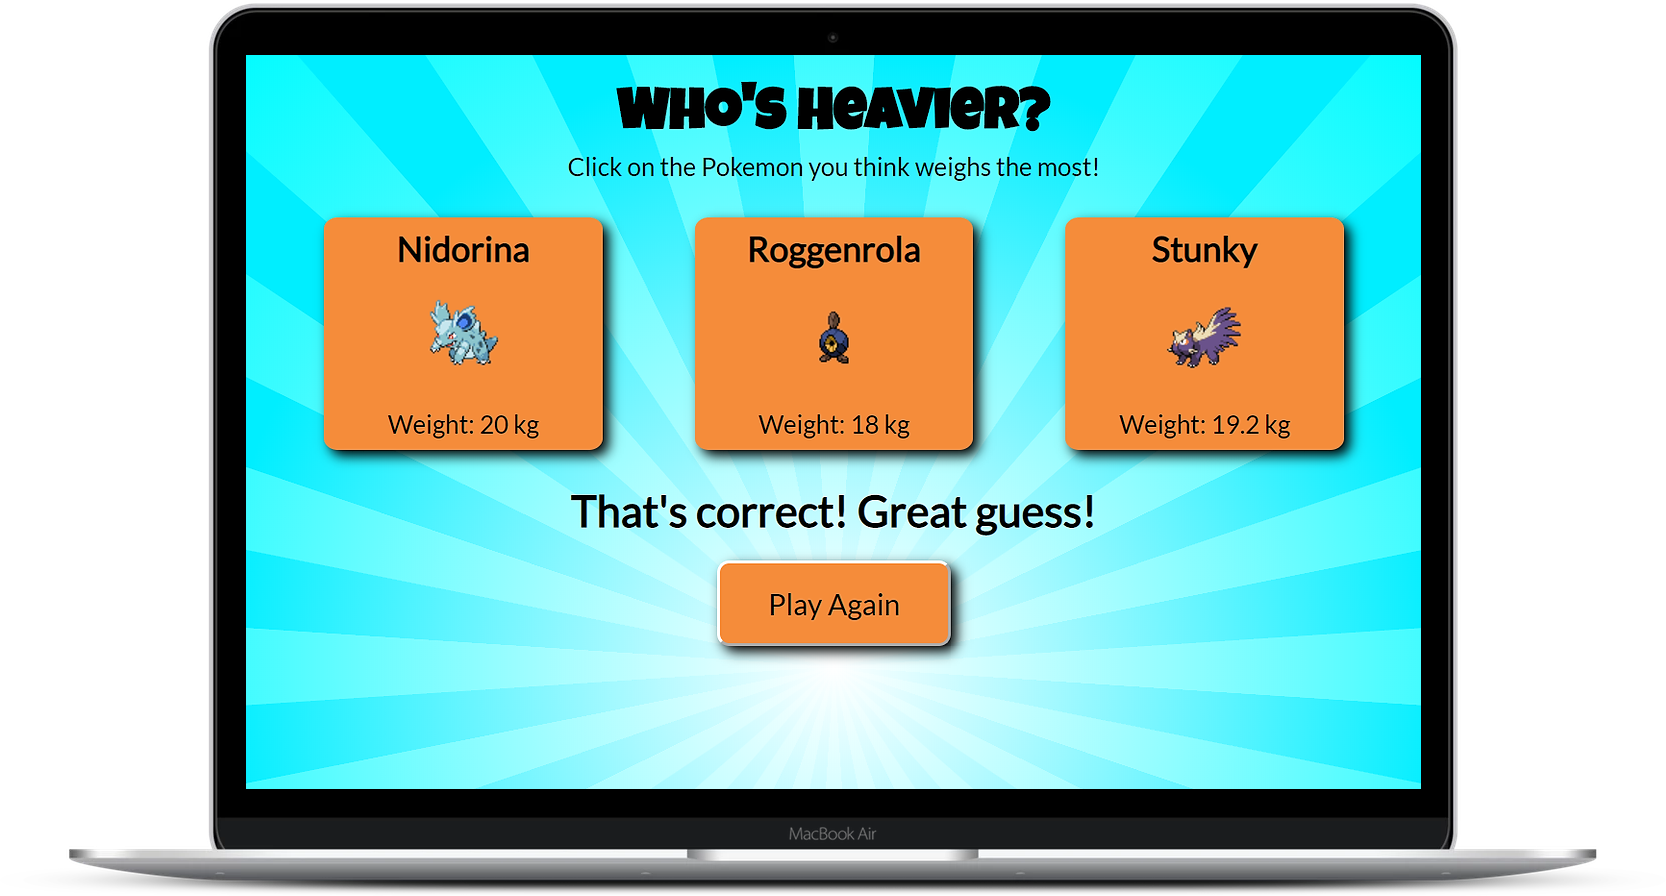 WHO'S HEAVIER?
Click on the Pokemon you think weighs the most!
Nidorina
Roggenrola
Stunky
Weight: 20 kg
Weight: 18 kg
Weight: 19.2 kg
That's correct! Great guess!
Play Again
MacBook Air